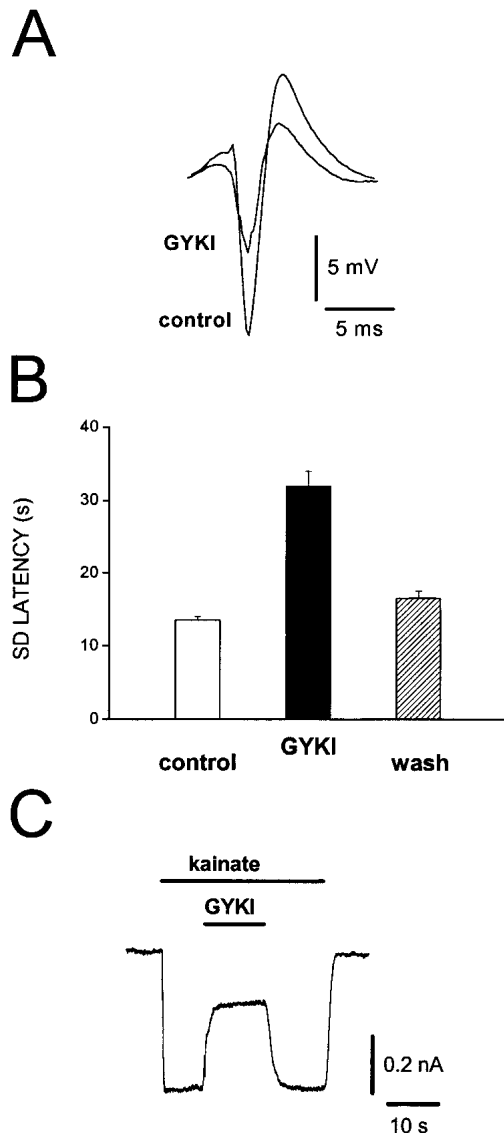 A
GYKI
control
5 mV
5 ms
B
SD LATENCY (s)
40
30
20
10
0
control
GYKI
wash
C
kainate
GYKI
0.2 nA
10 s